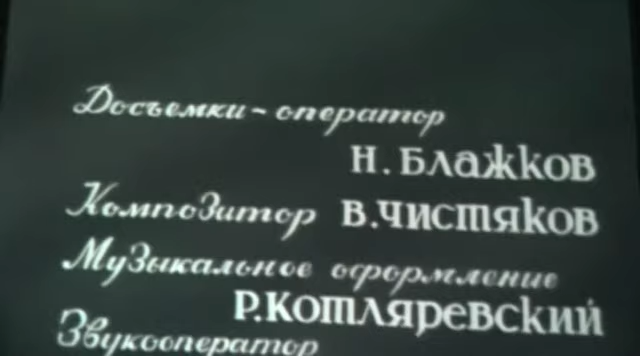 Досъемки - оператор
Н. Блажков
Композитор В. Чистяков
Музыкальное оформление
Р. Котляревский
Звукооператор